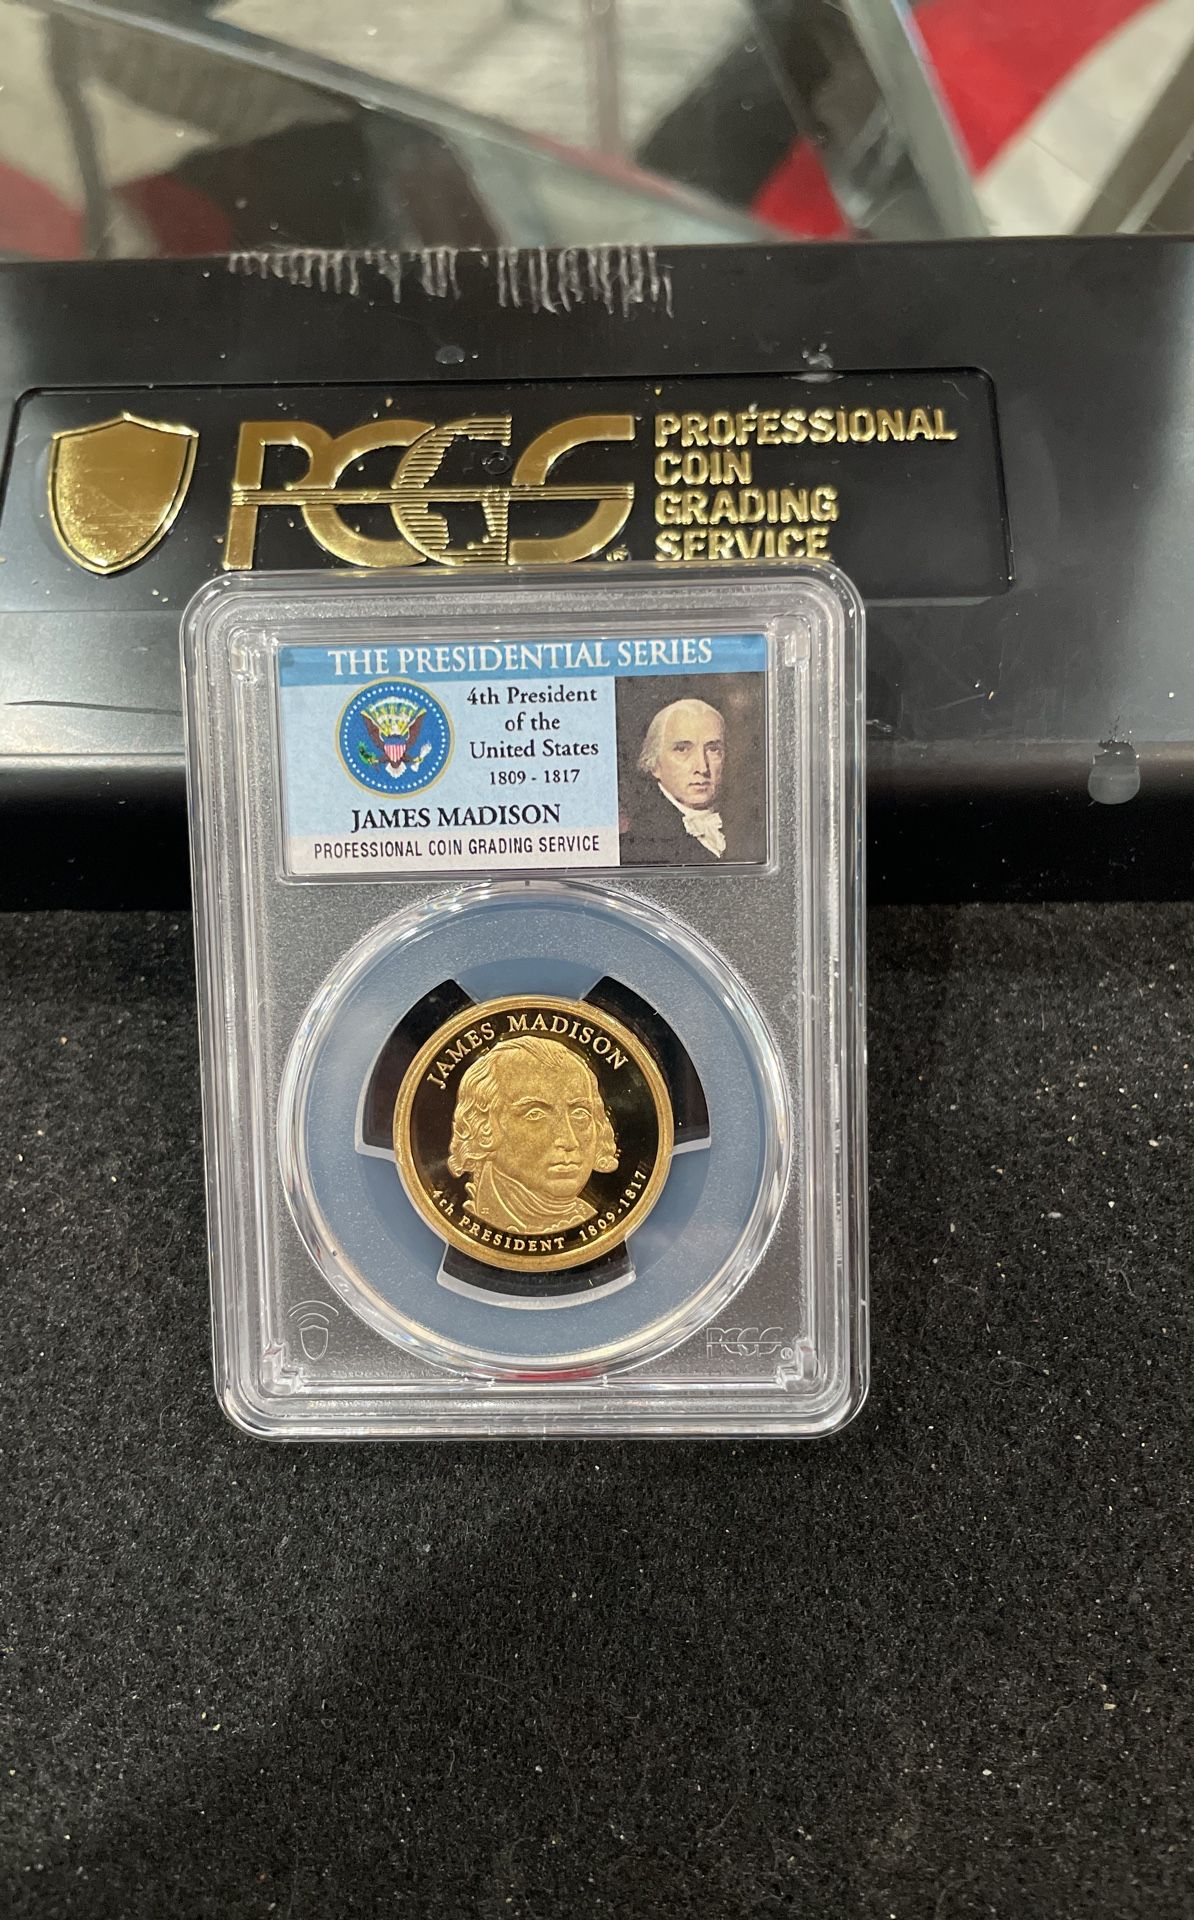 PCGS
PROFESSIONAL
COIN
GRADING
SERVICE
THE PRESIDENTIAL SERIES
4th President
of the
United States
1809 - 1817
JAMES MADISON
PROFESSIONAL COIN GRADING SERVICE
JAMES MADISON
4th PRESIDENT 1809-1817
PCGS